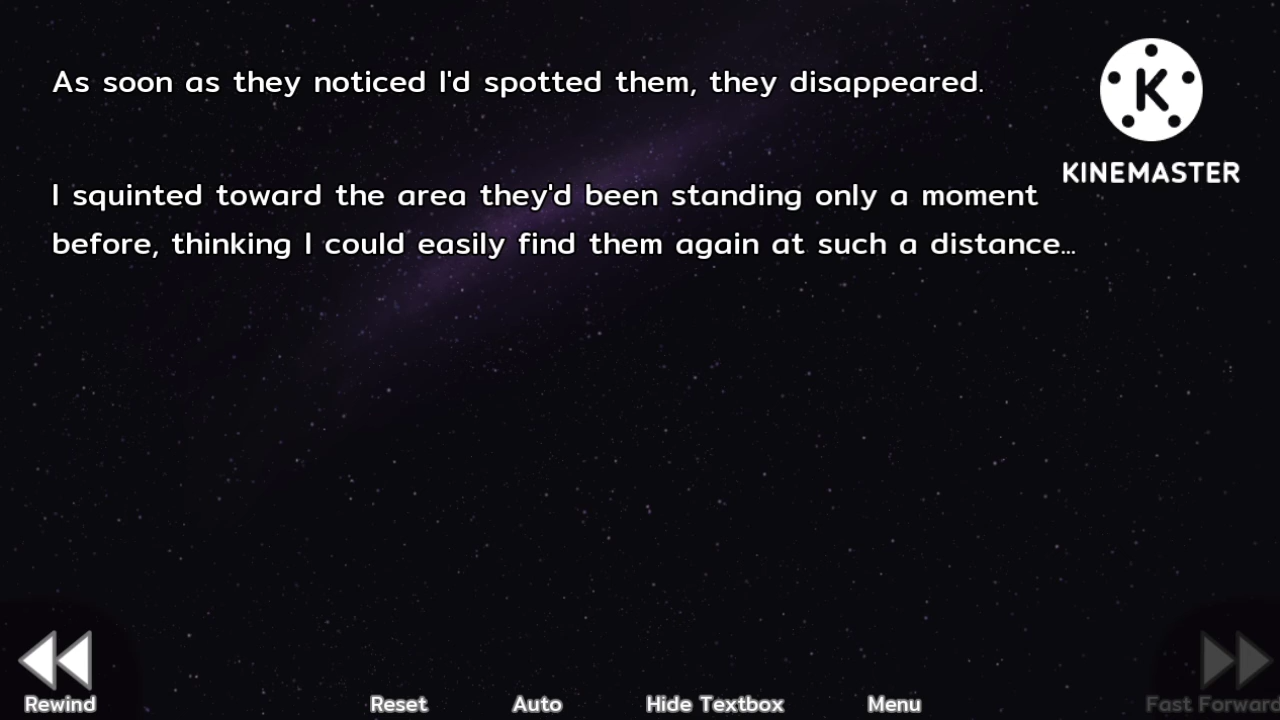 As soon as they noticed I'd spotted them, they disappeared.
K
KINEMASTER
I squinted toward the area they'd been standing only a moment
before, thinking I could easily find them again at such a distance...
Rewind
Reset
Auto
Hide Textbox
Menu
Fast Forward